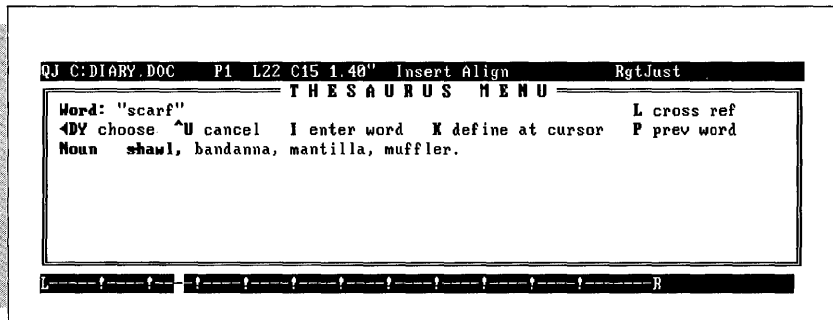 QJ C:DIARY.DOC P1 L22 C15 1.40" Insert Align RgtJust
THESAURUS MENU
Word: "scarf" L cross ref
◄DY choose ^U cancel I enter word K define at cursor P prev word
Noun shawl, bandanna, mantilla, muffler.
L-----!----!-- -!----!----!----!----!----!----!----!----!-------R